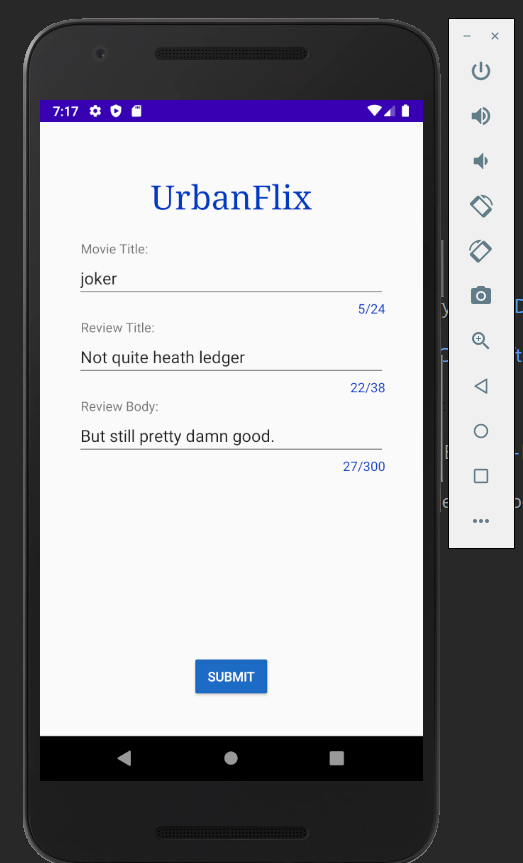 7:17
UrbanFlix
Movie Title:
joker
5/24
Review Title:
Not quite heath ledger
22/38
Review Body:
But still pretty damn good.
27/300
SUBMIT